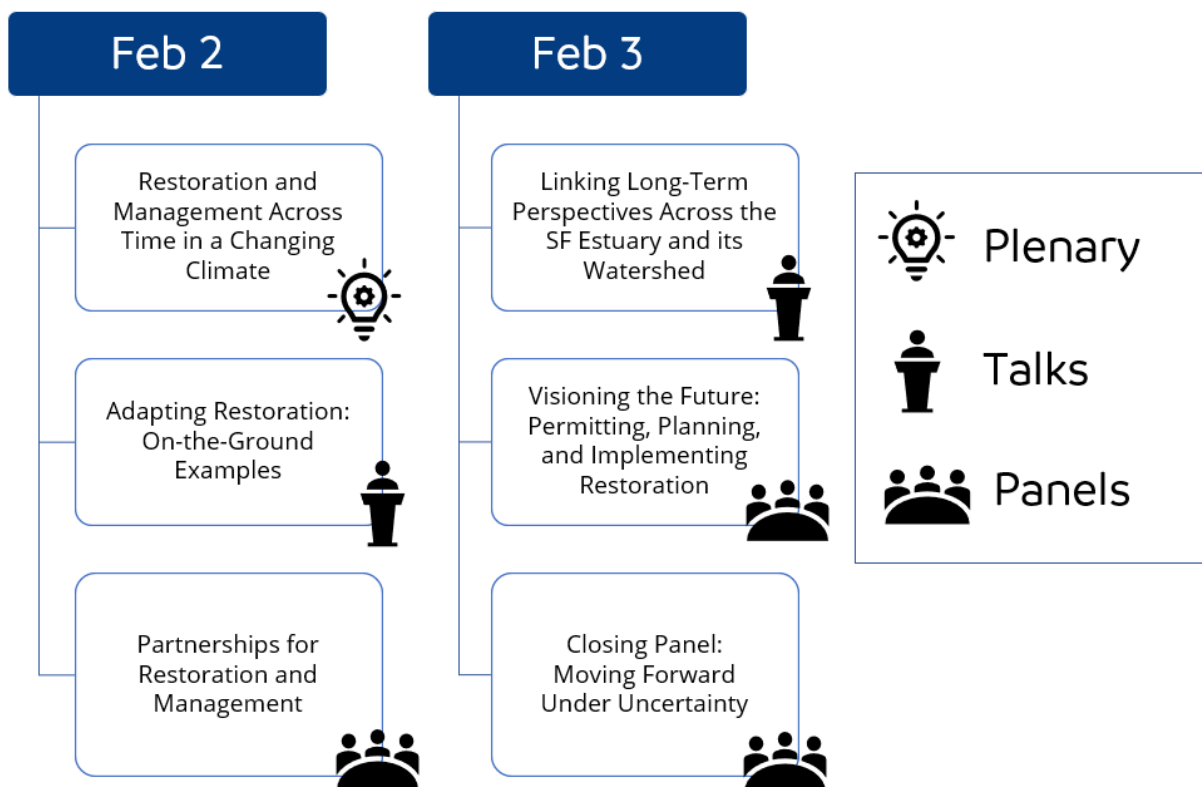 Feb 2
Restoration and
Management Across
Time in a Changing
Climate
Adapting Restoration:
On-the-Ground
Examples
Partnerships for
Restoration and
Management
Feb 3
Linking Long-Term
Perspectives Across the
SF Estuary and its
Watershed
Visioning the Future:
Permitting, Planning,
and Implementing
Restoration
Closing Panel:
Moving Forward
Under Uncertainty
Plenary
Talks
Panels